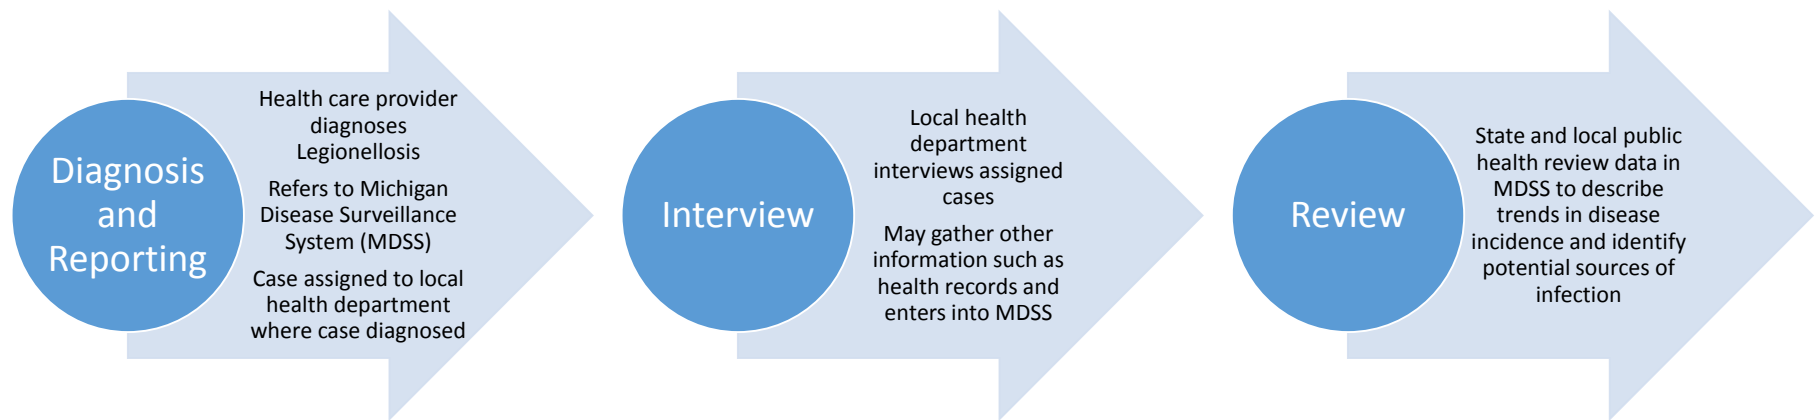 Diagnosis
and
Reporting
Health care provider
diagnoses
Legionellosis
Refers to Michigan
Disease Surveillance
System (MDSS)
Case assigned to local
health department
where case diagnosed
Interview
Local health
department
interviews assigned
cases
May gather other
information such as
health records and
enters into MDSS
Review
State and local public
health review data in
MDSS to describe
trends in disease
incidence and identify
potential sources of
infection